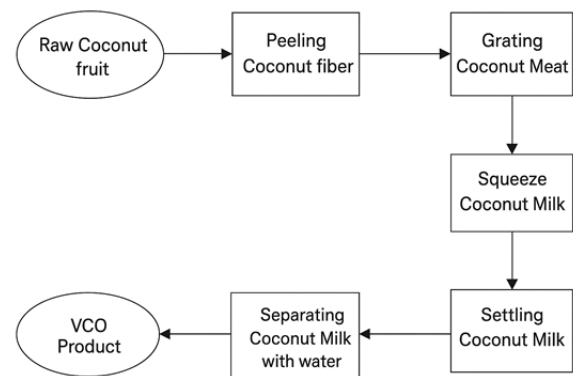 Raw Coconut
fruit
Peeling
Coconut fiber
Grating
Coconut Meat
Squeeze
Coconut Milk
Settling
Coconut Milk
Separating
Coconut Milk
with water
VCO
Product